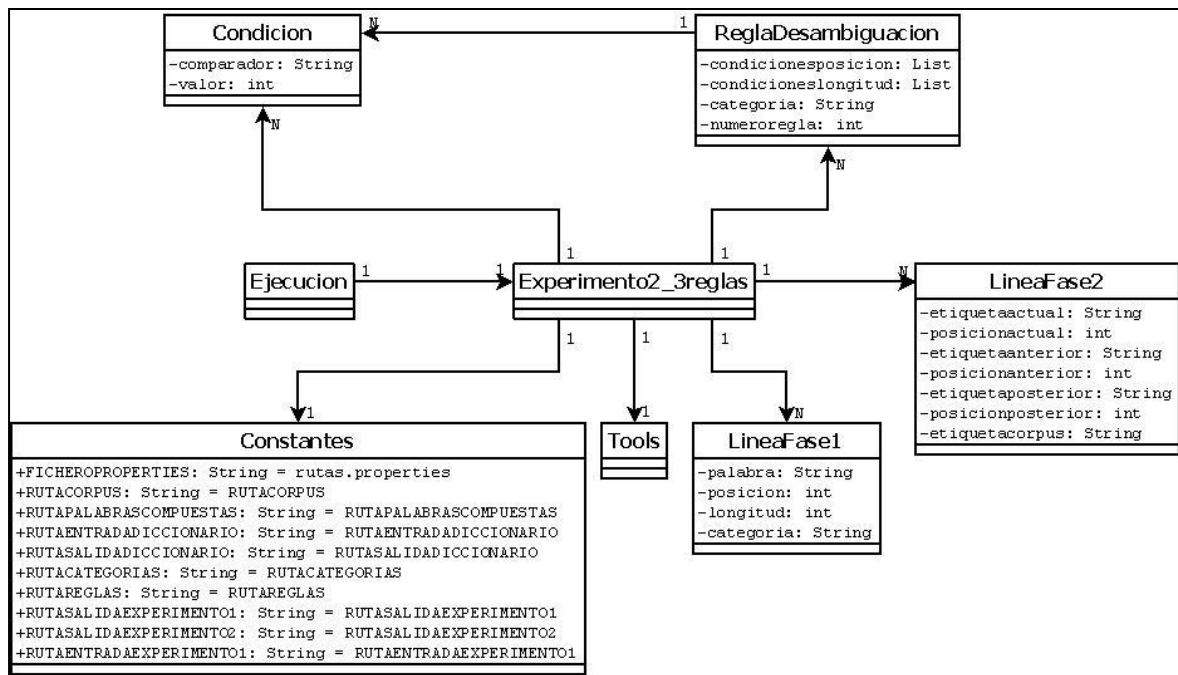 Condicion
-comparador: String
-valor: int
N
1
ReglaDesambiguacion
-condicionesposicion: List
-condicioneslongitud: List
-categoria: String
-numeroregla: int
N
N
1
1
Ejecucion
1
1
Experimento2_3reglas
1
N
LineaFase2
-etiquetaactual: String
-posicionactual: int
-etiquetaanterior: String
-posicionanterior: int
-etiquetaposterior: String
-posicionposterior: int
-etiquetacorpus: String
1
1
1
1
1
N
Constantes
+FICHEROPROPERTIES: String = rutas.properties
+RUTACORPUS: String = RUTACORPUS
+RUTAPALABRASCOMPUESTAS: String = RUTAPALABRASCOMPUESTAS
+RUTAENTRADADICCIONARIO: String = RUTAENTRADADICCIONARIO
+RUTASALIDADICCIONARIO: String = RUTASALIDADICCIONARIO
+RUTACATEGORIAS: String = RUTACATEGORIAS
+RUTAREGLAS: String = RUTAREGLAS
+RUTASALIDAEXPERIMENTO1: String = RUTASALIDAEXPERIMENTO1
+RUTASALIDAEXPERIMENTO2: String = RUTASALIDAEXPERIMENTO2
+RUTAENTRADAEXPERIMENTO1: String = RUTAENTRADAEXPERIMENTO1
Tools
LineaFase1
-palabra: String
-posicion: int
-longitud: int
-categoria: String